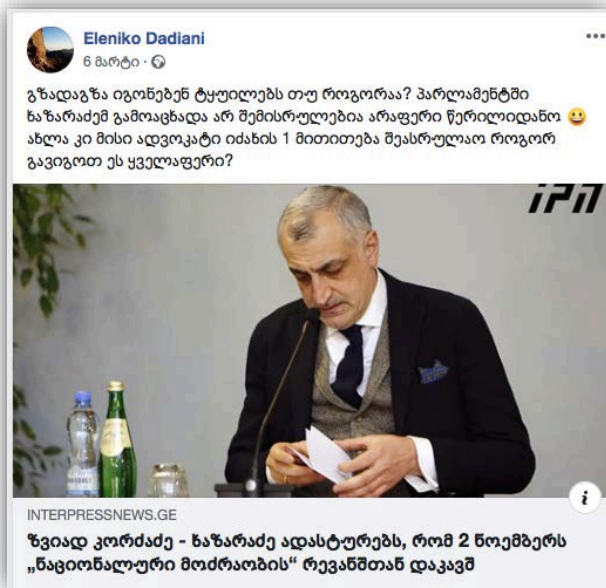 Eleniko Dadiani
6 მარტი ·
გზადაგზა იგონებენ ტყუილებს თუ როგორაა? პარლამენტში
ხაზარაძემ გამოაცხადა არ შემისრულებია არაფერი წერილიდანო
ახლა კი მისი ადვოკატი იძახის 1 მითითება შეასრულაო როგორ
გავიგოთ ეს ყველაფერი?
ipn
INTERPRESSNEWS.GE
ზვიად კორძაძე - ხაზარაძე ადასტურებს, რომ 2 ნოემბერს
„ნაციონალური მოძრაობის“ რევანშთან დაკავშ